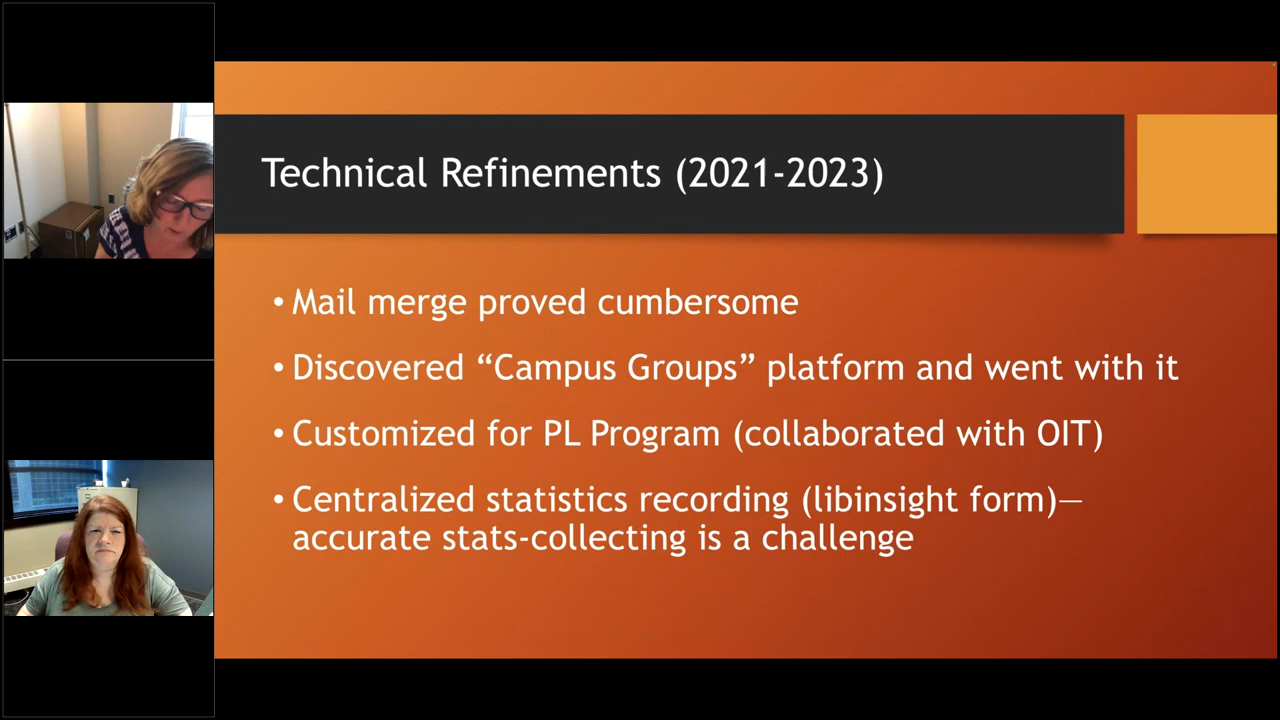 Technical Refinements (2021-2023)
• Mail merge proved cumbersome
• Discovered “Campus Groups” platform and went with it
• Customized for PL Program (collaborated with OIT)
• Centralized statistics recording (libinsight form)—
accurate stats-collecting is a challenge